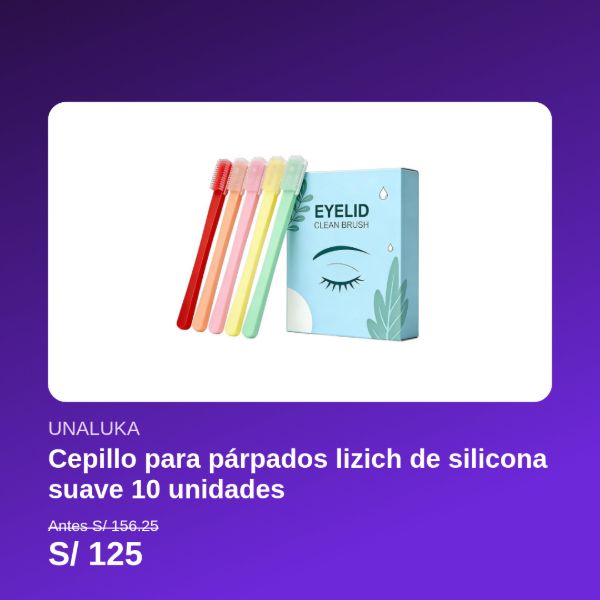 EYELID
CLEAN BRUSH
UNALUKA
Cepillo para párpados lizich de silicona
suave 10 unidades
Antes S/ 156.25
S/ 125